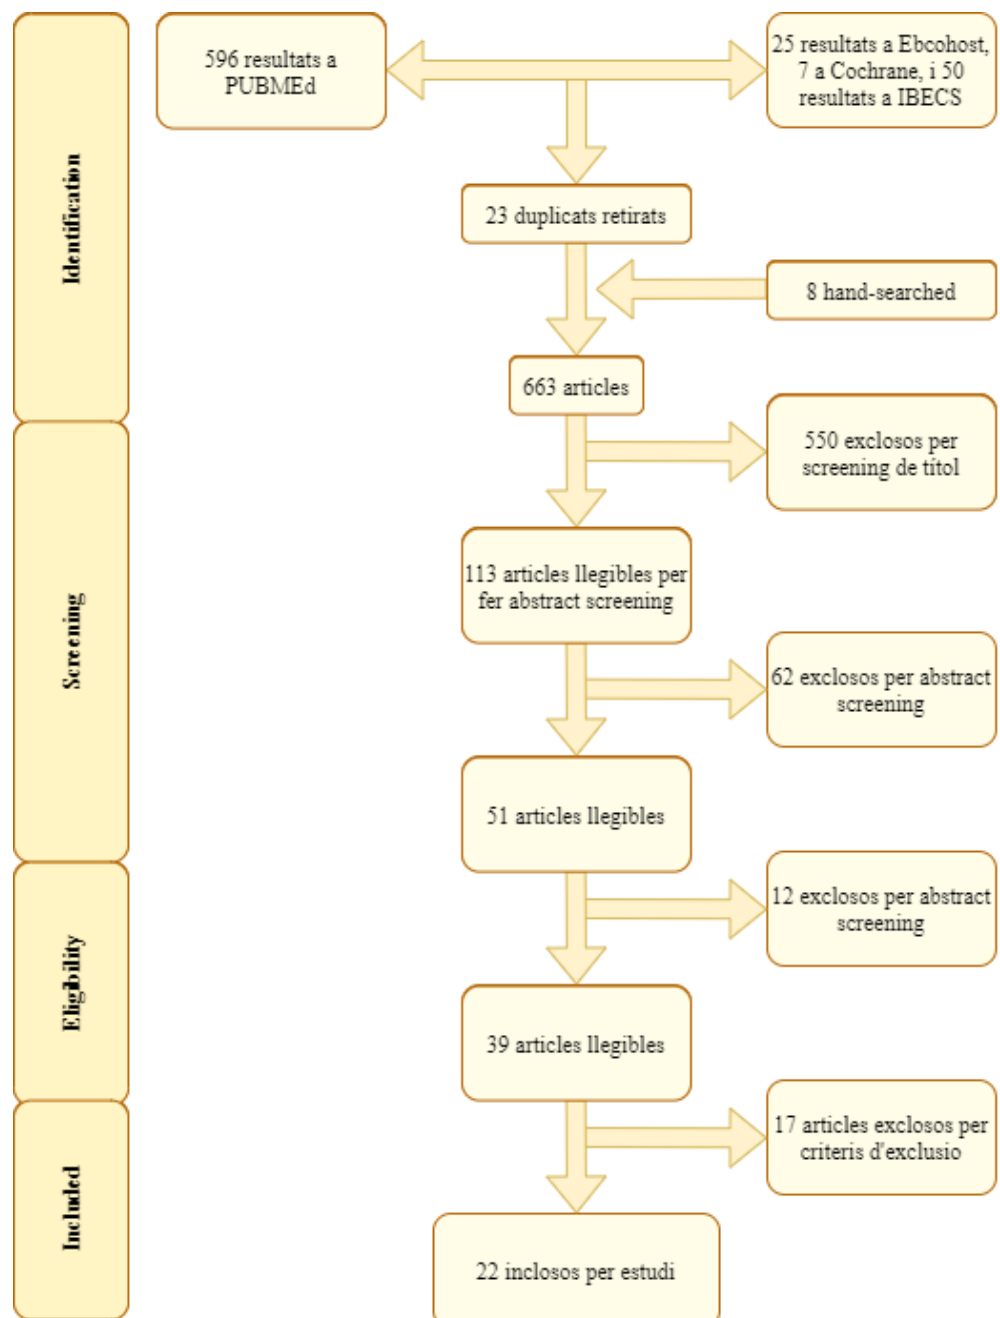 596 resultats a
PUBMEd
25 resultats a Ebcohost,
7 a Cochrane, i 50
resultats a IBECS
Identification
23 duplicats retirats
8 hand-searched
663 articles
550 exclosos per
screening de títol
Screening
113 articles llegibles per
fer abstract screening
62 exclosos per abstract
screening
51 articles llegibles
12 exclosos per abstract
screening
Eligibility
39 articles llegibles
17 articles exclosos per
criteris d'exclusio
Included
22 inclosos per estudi